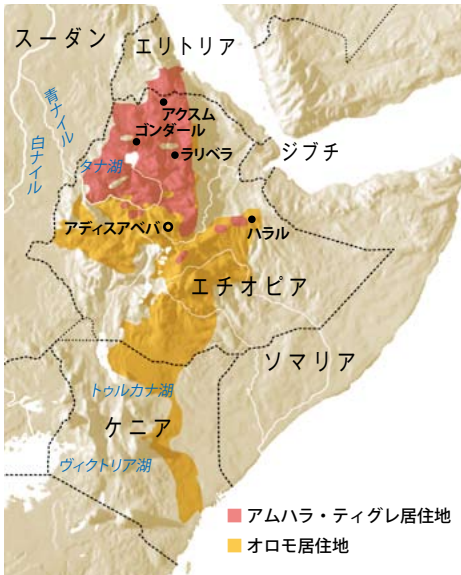 スーダン
エリトリア
青ナイル
白ナイル
アクスム
ゴンダール
ラリベラ
タナ湖
ジブチ
アディスアベバ
ハラル
エチオピア
ソマリア
トゥルカナ湖
ケニア
ヴィクトリア湖
アムハラ・ティグレ居住地
オロモ居住地